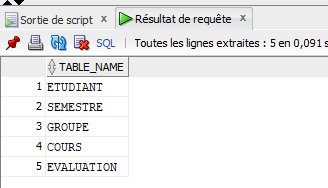 Sortie de script x Résultat de requête x
SQL | Toutes les lignes extraites : 5 en 0,091 s
TABLE_NAME
1 ETUDIANT
2 SEMESTRE
3 GROUPE
4 COURS
5 EVALUATION